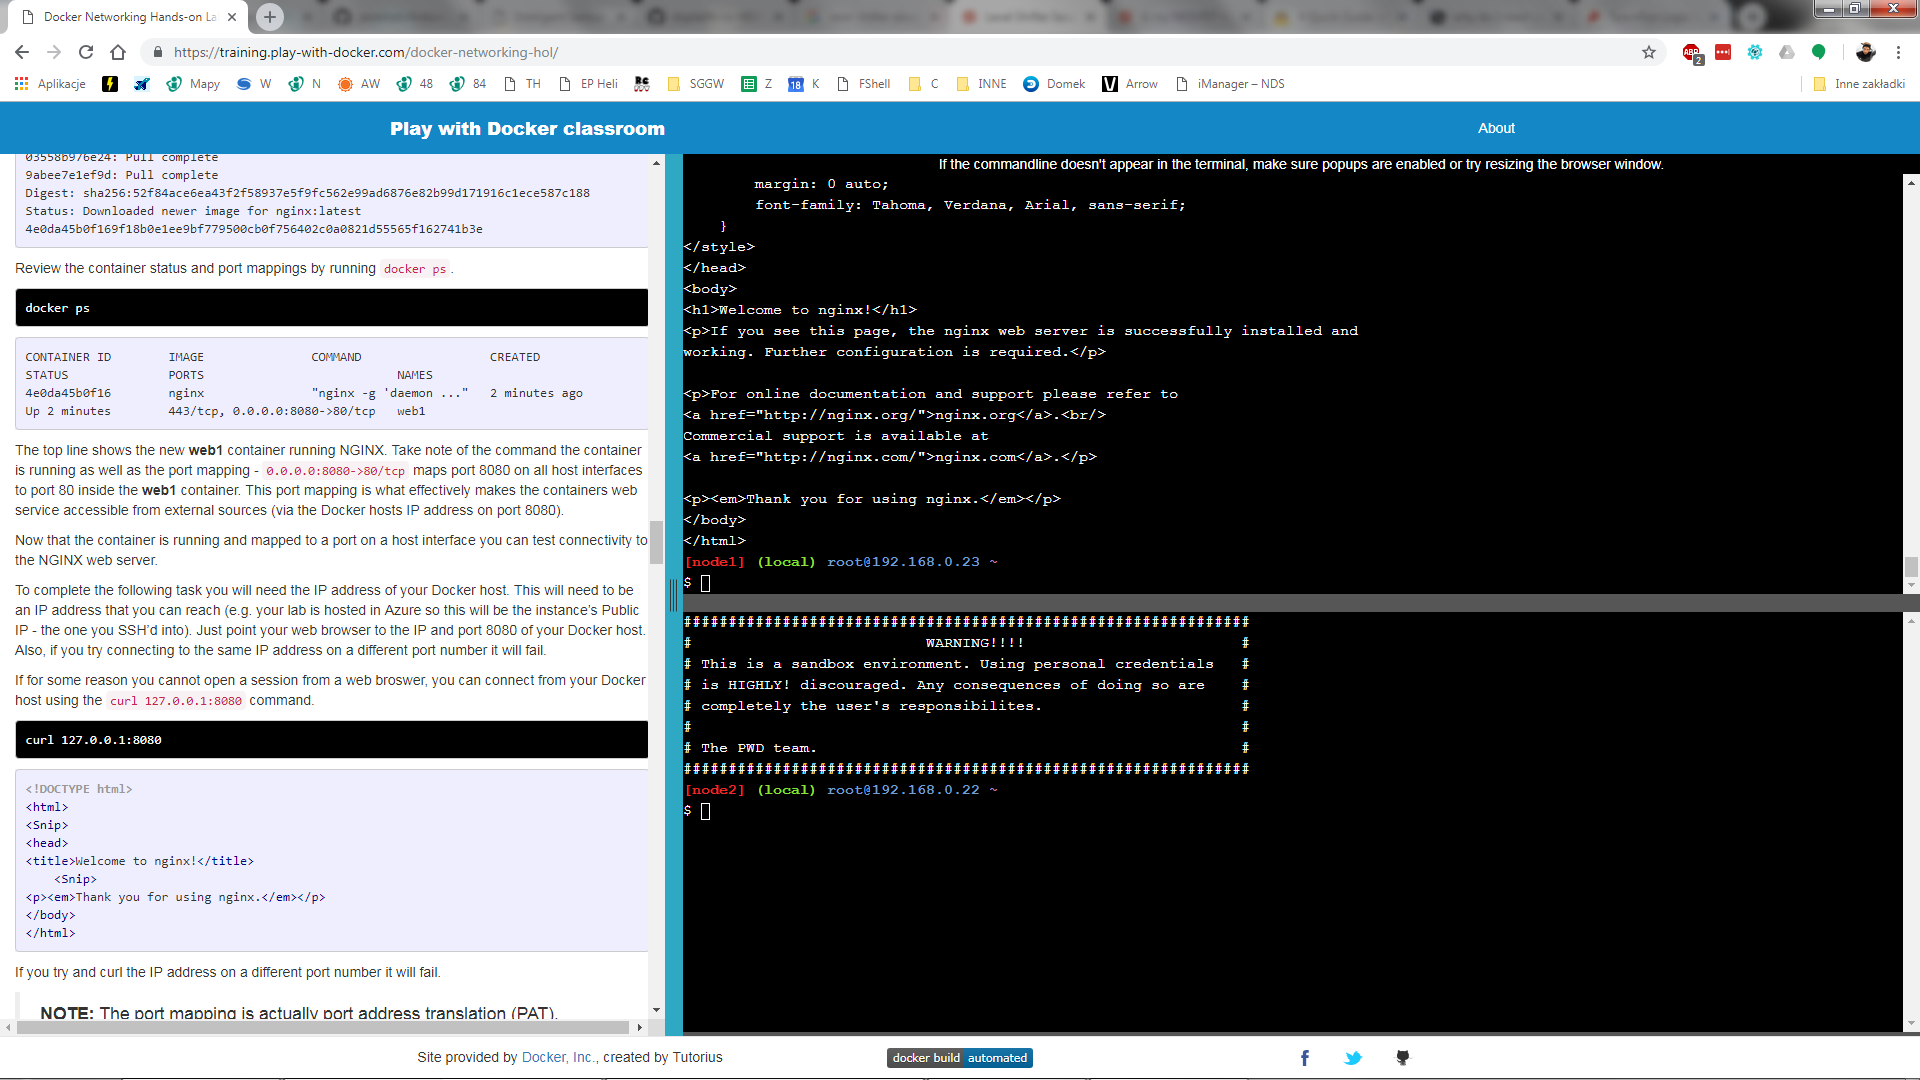 Docker Networking Hands-on La
https://training.play-with-docker.com/docker-networking-hol/
ABP
2
Aplikacje
Mapy
W
N
AW
48
84
TH
EP Heli
RC
SGGW
Z
18
K
FShell
C
INNE
Domek
V
Arrow
iManager – NDS
Inne zakładki
Play with Docker classroom
About
03558b976e24: Pull complete
9abee7e1ef9d: Pull complete
Digest: sha256:52f84ace6ea43f2f58937e5f9fc562e99ad6876e82b99d171916c1ece587c188
Status: Downloaded newer image for nginx:latest
4e0da45b0f169f18b0e1ee9bf779500cb0f756402c0a0821d55565f162741b3e
Review the container status and port mappings by running docker ps.
docker ps
CONTAINER ID IMAGE COMMAND CREATED
STATUS PORTS NAMES
4e0da45b0f16 nginx "nginx -g 'daemon ..." 2 minutes ago
Up 2 minutes 443/tcp, 0.0.0.0:8080->80/tcp web1
The top line shows the new web1 container running NGINX. Take note of the command the container
is running as well as the port mapping - 0.0.0.0:8080->80/tcp maps port 8080 on all host interfaces
to port 80 inside the web1 container. This port mapping is what effectively makes the containers web
service accessible from external sources (via the Docker hosts IP address on port 8080).
Now that the container is running and mapped to a port on a host interface you can test connectivity to
the NGINX web server.
To complete the following task you will need the IP address of your Docker host. This will need to be
an IP address that you can reach (e.g. your lab is hosted in Azure so this will be the instance’s Public
IP - the one you SSH’d into). Just point your web browser to the IP and port 8080 of your Docker host.
Also, if you try connecting to the same IP address on a different port number it will fail.
If for some reason you cannot open a session from a web broswer, you can connect from your Docker
host using the curl 127.0.0.1:8080 command.
curl 127.0.0.1:8080
<!DOCTYPE html>
<html>
<Snip>
<head>
<title>Welcome to nginx!</title>
<Snip>
<p><em>Thank you for using nginx.</em></p>
</body>
</html>
If you try and curl the IP address on a different port number it will fail.
NOTE: The port mapping is actually port address translation (PAT).
If the commandline doesn't appear in the terminal, make sure popups are enabled or try resizing the browser window.
margin: 0 auto;
font-family: Tahoma, Verdana, Arial, sans-serif;
}
</style>
</head>
<body>
<h1>Welcome to nginx!</h1>
<p>If you see this page, the nginx web server is successfully installed and
working. Further configuration is required.</p>
<p>For online documentation and support please refer to
<a href="http://nginx.org/">nginx.org</a>.<br/>
Commercial support is available at
<a href="http://nginx.com/">nginx.com</a>.</p>
<p><em>Thank you for using nginx.</em></p>
</body>
</html>
[node1] (local) root@192.168.0.23 ~
$
###############################################################
# WARNING!!!! #
# This is a sandbox environment. Using personal credentials #
# is HIGHLY! discouraged. Any consequences of doing so are #
# completely the user's responsibilites. #
# #
# The PWD team. #
###############################################################
[node2] (local) root@192.168.0.22 ~
$
Site provided by Docker, Inc., created by Tutorius
docker build automated